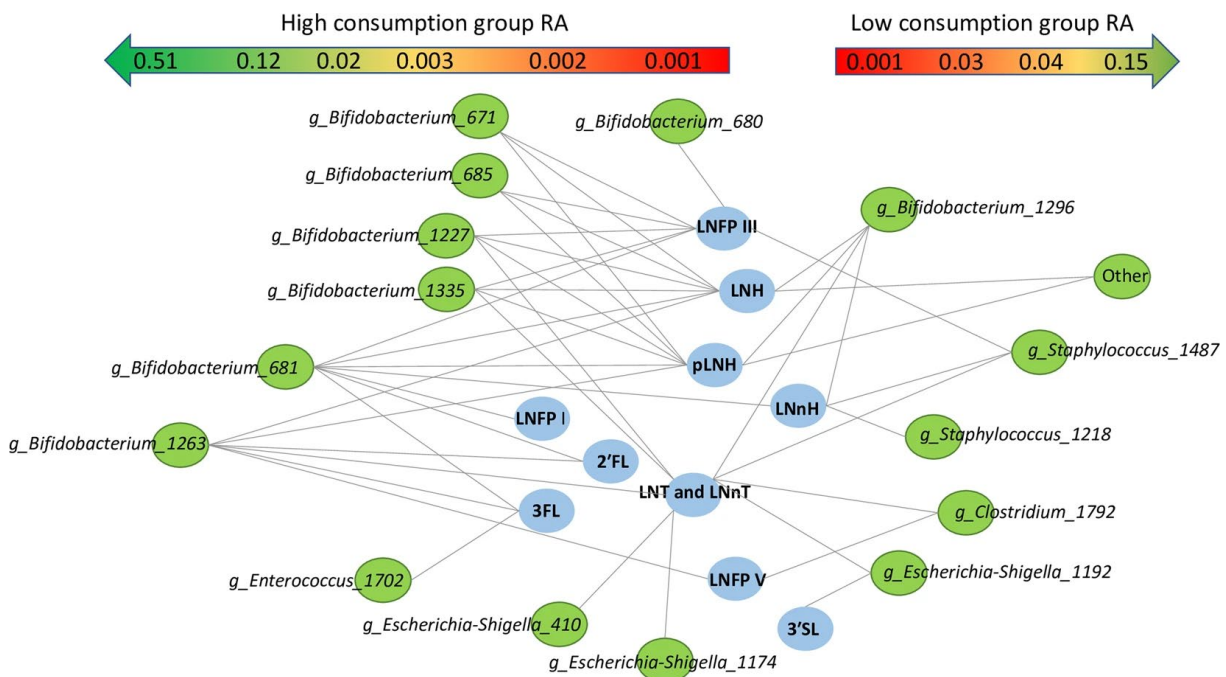 High consumption group RA
Low consumption group RA
0.51 0.12 0.02 0.003 0.002 0.001
0.001 0.03 0.04 0.15
g_Bifidobacterium_671
g_Bifidobacterium_680
g_Bifidobacterium_685
g_Bifidobacterium_1296
LNFP III
g_Bifidobacterium_1227
Other
g_Bifidobacterium_1335
LNH
g_Staphylococcus_1487
g_Bifidobacterium_681
pLNH
LNnH
LNFP I
g_Staphylococcus_1218
g_Bifidobacterium_1263
2'FL
LNT and LNnT
3FL
g_Clostridium_1792
g_Enterococcus_1702
LNFP V
g_Escherichia-Shigella_1192
g_Escherichia-Shigella_410
3'SL
g_Escherichia-Shigella_1174